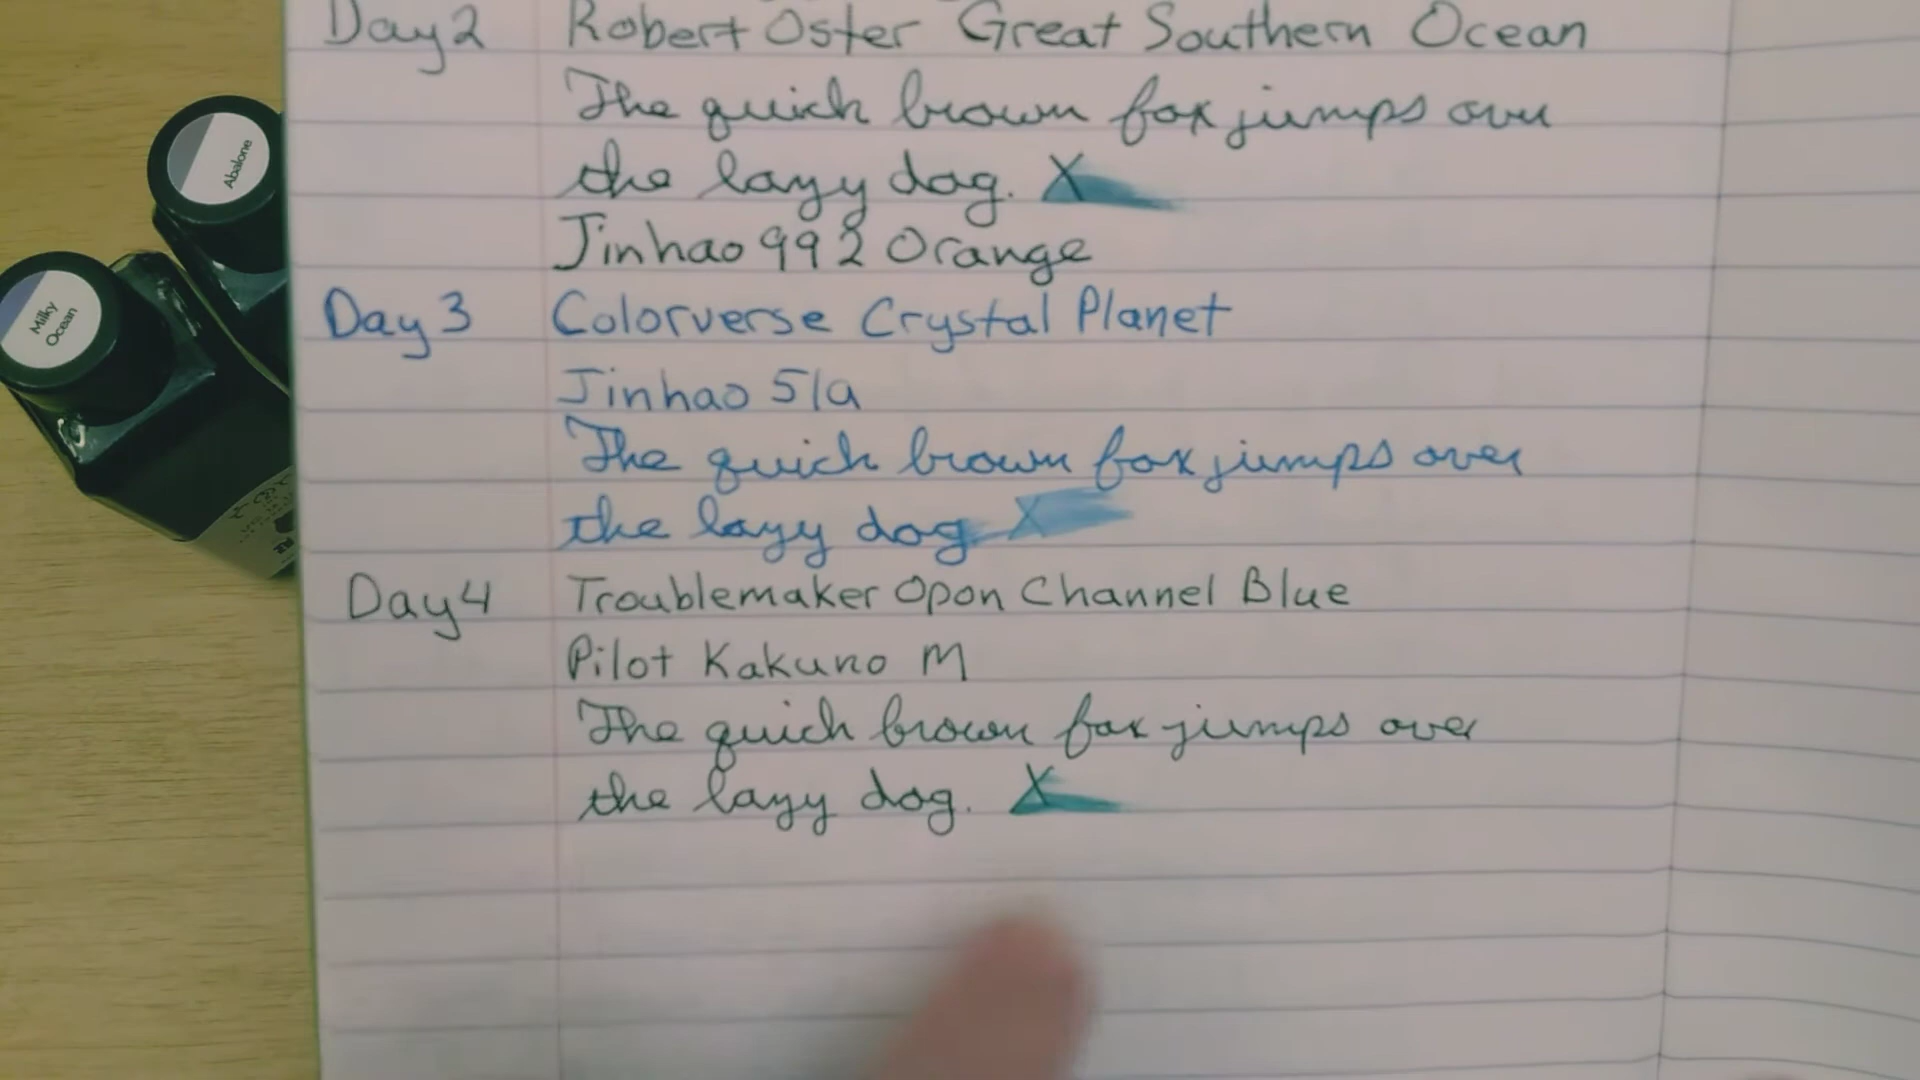 Day 2 Robert Oster Great Southern Ocean
The quick brown fox jumps over
the lazy dog. X
Jinhao 992 Orange
Day 3 Colorverse Crystal Planet
Jinhao 51a
The quick brown fox jumps over
the lazy dog X
Day 4 Troublemaker Opon Channel Blue
Pilot Kakuno M
The quick brown fox jumps over
the lazy dog. X
Abalone
Milky
Ocean